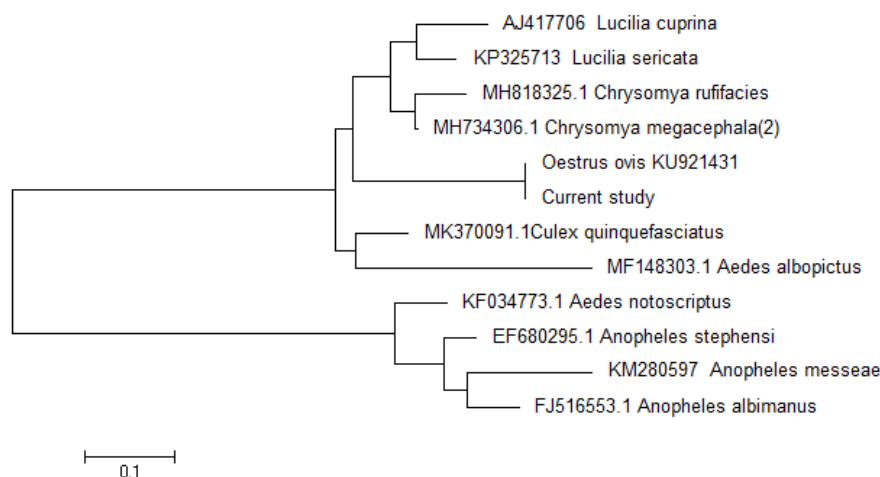 AJ417706 Lucilia cuprina
KP325713 Lucilia sericata
MH818325.1 Chrysomya rufifacies
MH734306.1 Chrysomya megacephala(2)
Oestrus ovis KU921431
Current study
MK370091.1Culex quinquefasciatus
MF148303.1 Aedes albopictus
KF034773.1 Aedes notoscriptus
EF680295.1 Anopheles stephensi
KM280597 Anopheles messeae
FJ516553.1 Anopheles albimanus
0.1